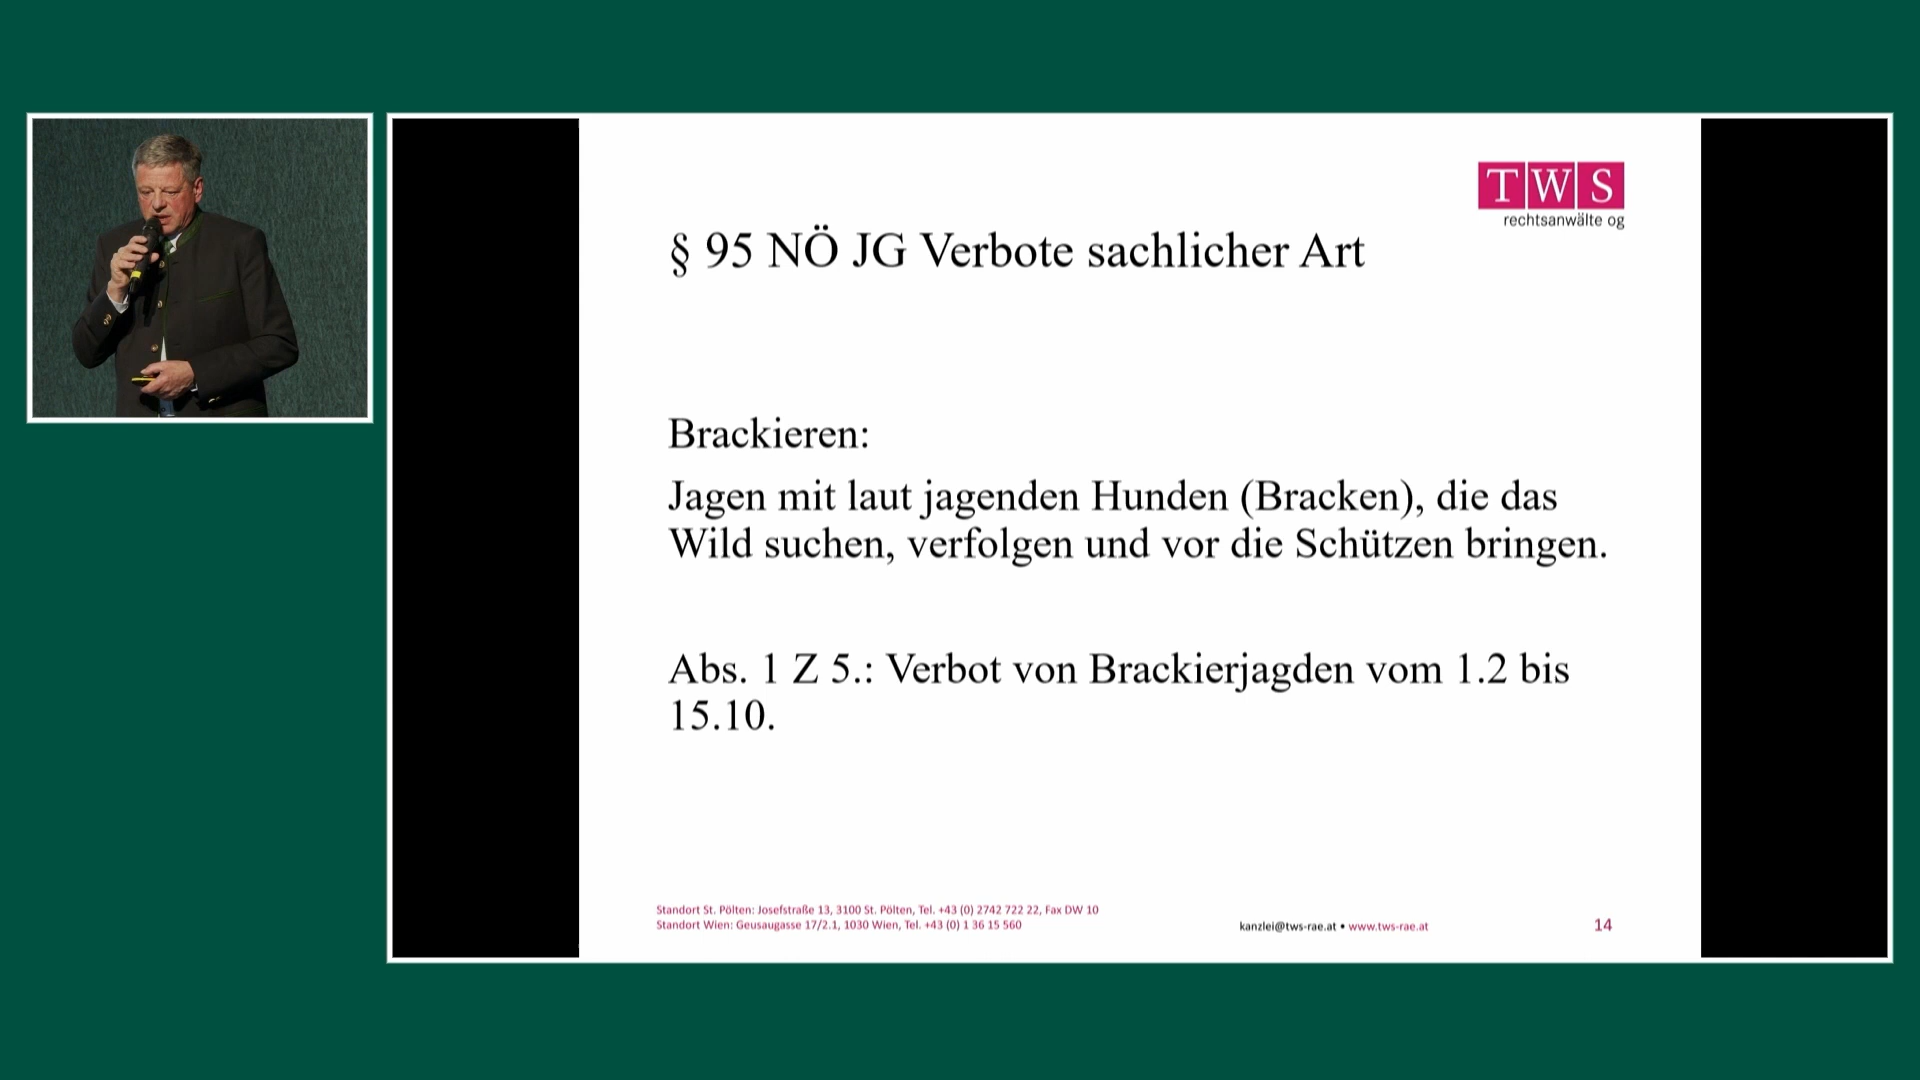 TWS
rechtsanwälte og
§ 95 NÖ JG Verbote sachlicher Art
Brackieren:
Jagen mit laut jagenden Hunden (Bracken), die das
Wild suchen, verfolgen und vor die Schützen bringen.
Abs. 1 Z 5.: Verbot von Brackierjagden vom 1.2 bis
15.10.
Standort St. Pölten: Josefstraße 13, 3100 St. Pölten, Tel. +43 (0) 2742 722 22, Fax DW 10
Standort Wien: Geusaugasse 17/2.1, 1030 Wien, Tel. +43 (0) 1 36 15 560
kanzlei@tws-rae.at • www.tws-rae.at
14